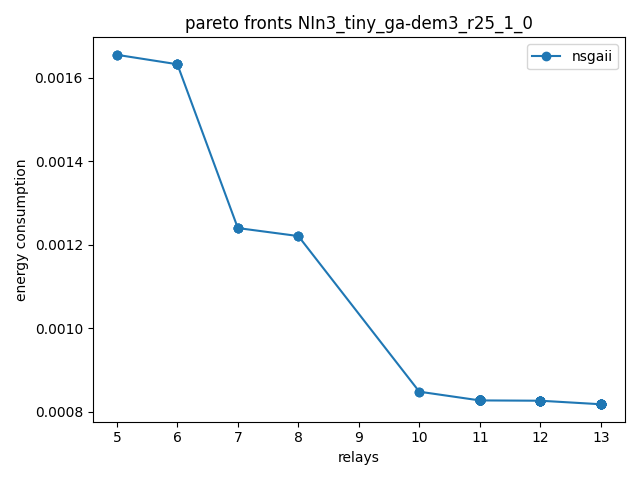 pareto fronts NIn3_tiny_ga-dem3_r25_1_0
nsgaii
0.0016
0.0014
0.0012
0.0010
0.0008
energy consumption
5 6 7 8 9 10 11 12 13
relays